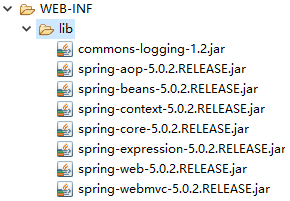 WEB-INF
lib
commons-logging-1.2.jar
spring-aop-5.0.2.RELEASE.jar
spring-beans-5.0.2.RELEASE.jar
spring-context-5.0.2.RELEASE.jar
spring-core-5.0.2.RELEASE.jar
spring-expression-5.0.2.RELEASE.jar
spring-web-5.0.2.RELEASE.jar
spring-webmvc-5.0.2.RELEASE.jar